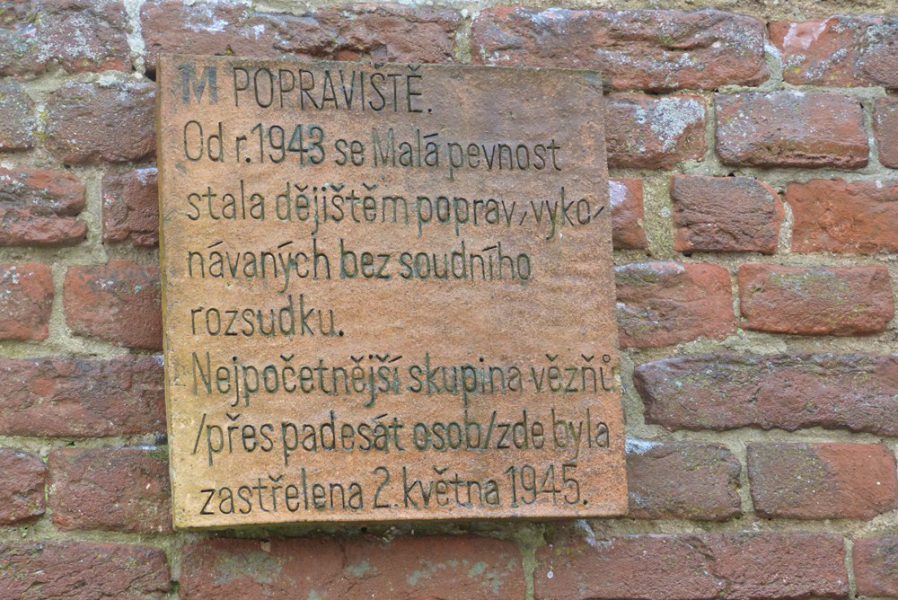 M POPRAVIŠTĚ.
Od r. 1943 se Malá pevnost
stala dějištěm poprav, vyko-
návaných bez soudního
rozsudku.
Nejpočetnější skupina vězňů
/přes padesát osob/zde byla
zastřelena 2. května 1945.